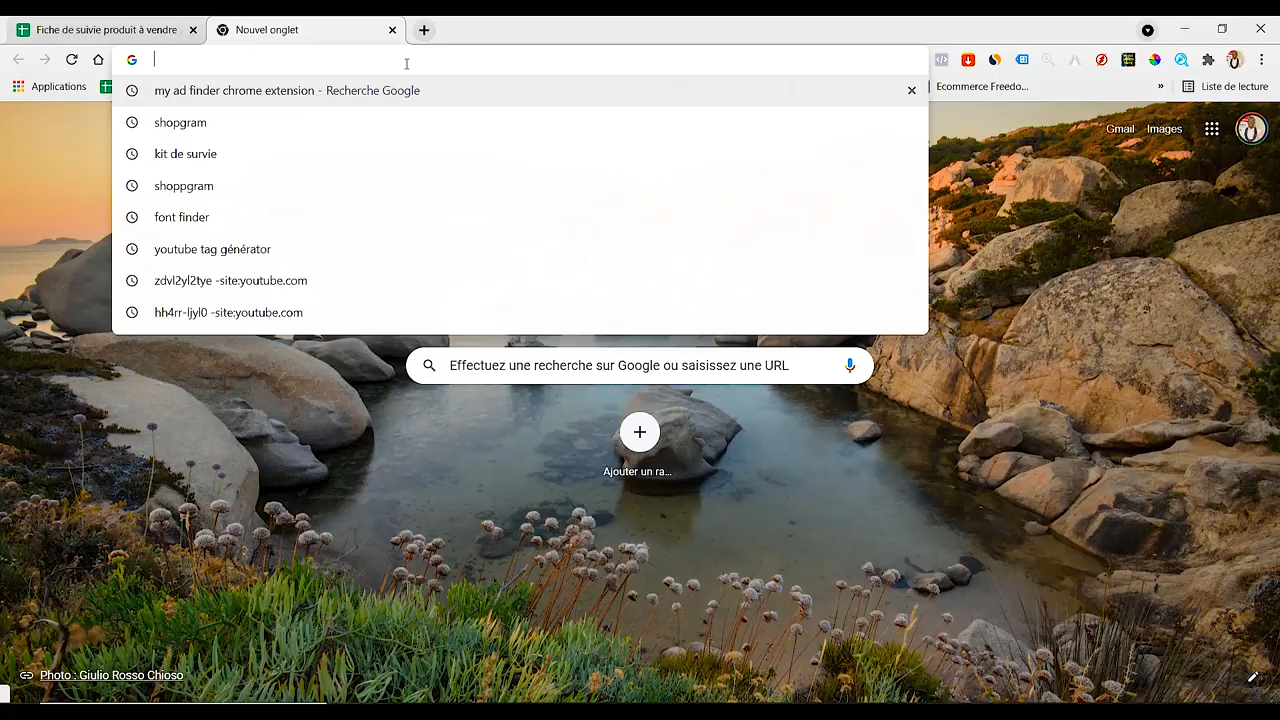 Fiche de suivie produit à vendre
Nouvel onglet
Applications
Ecommerce Freedo...
»
Liste de lecture
my ad finder chrome extension - Recherche Google
shopgram
kit de survie
shoppgram
font finder
youtube tag générator
zdvl2yl2tye -site:youtube.com
hh4rr-ljyl0 -site:youtube.com
Gmail
Images
Effectuez une recherche sur Google ou saisissez une URL
Ajouter un ra...
Photo : Giulio Rosso Chioso